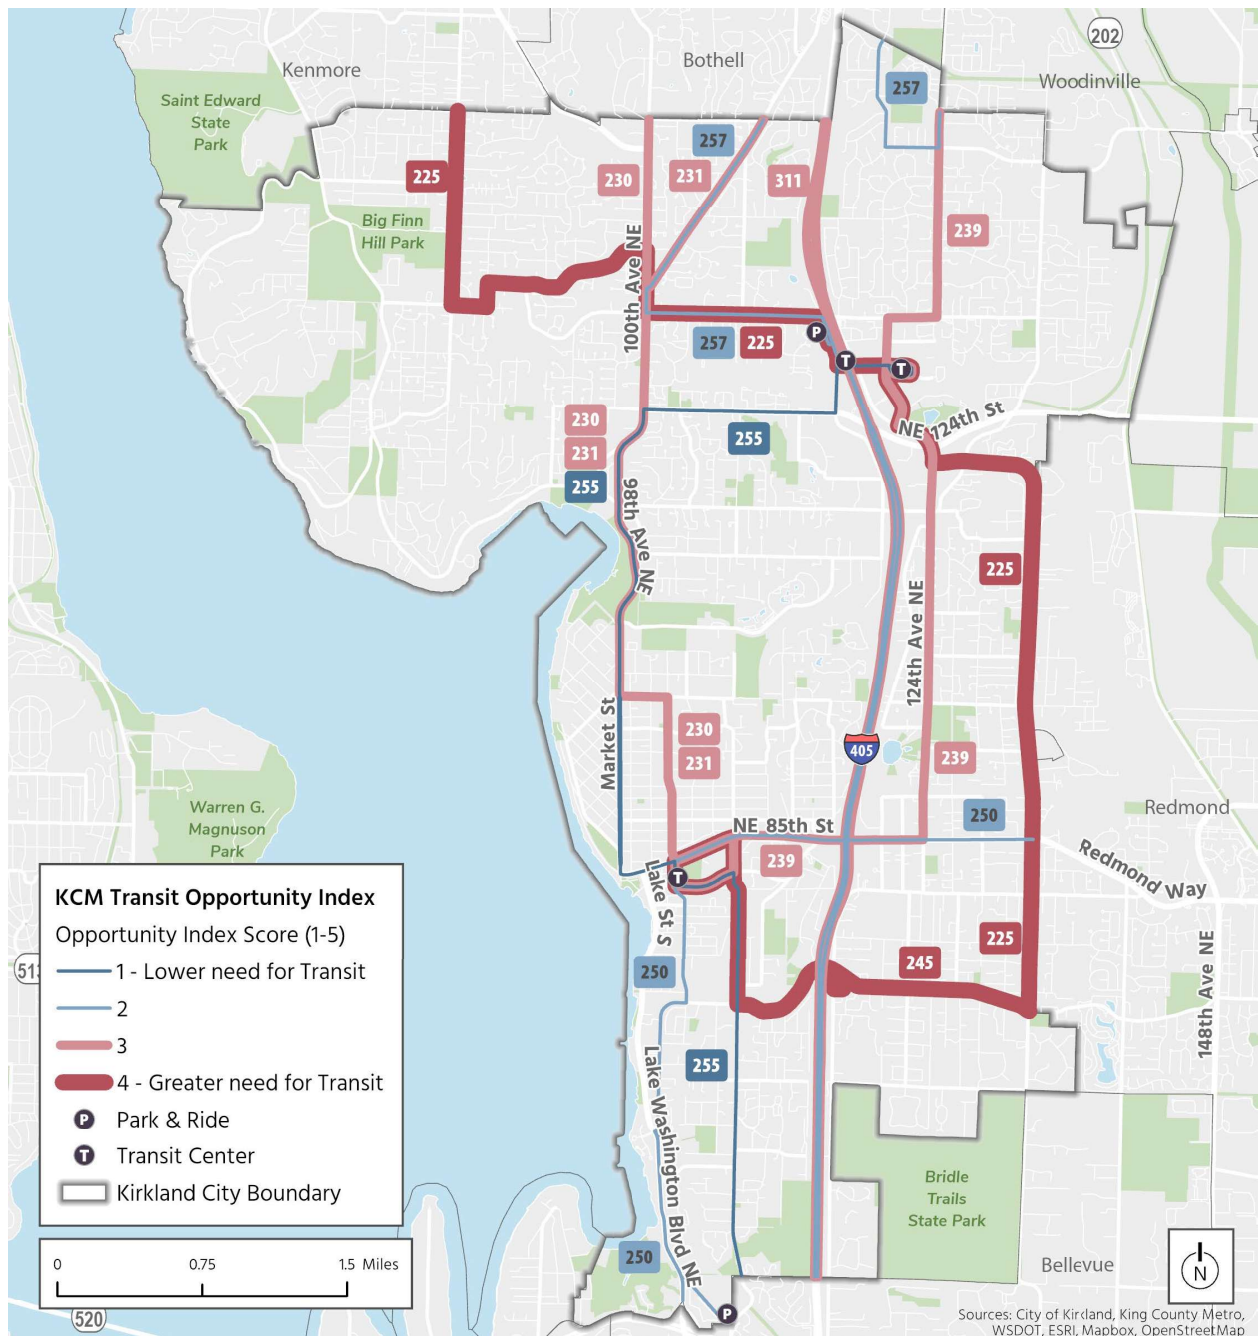 Kenmore
Bothell
202
Woodinville
Saint Edward
State
Park
257
257
225
230
231
311
Big Finn
Hill Park
239
100th Ave NE
P
257
225
T
T
NE 124th St
230
255
231
255
98th Ave NE
225
124th Ave NE
Market St
230
405
231
239
Redmond
Warren G.
Magnuson
Park
250
NE 85th St
239
Redmond Way
T
Lake St S
KCM Transit Opportunity Index
Opportunity Index Score (1-5)
1 - Lower need for Transit
2
3
4 - Greater need for Transit
P Park & Ride
T Transit Center
Kirkland City Boundary
513
225
245
250
148th Ave NE
255
Lake Washington Blvd NE
Bridle
Trails
State Park
250
Bellevue
N
0 0.75 1.5 Miles
P
520
Sources: City of Kirkland, King County Metro,
WSDOT, ESRI, Mapbox, OpenStreetMap